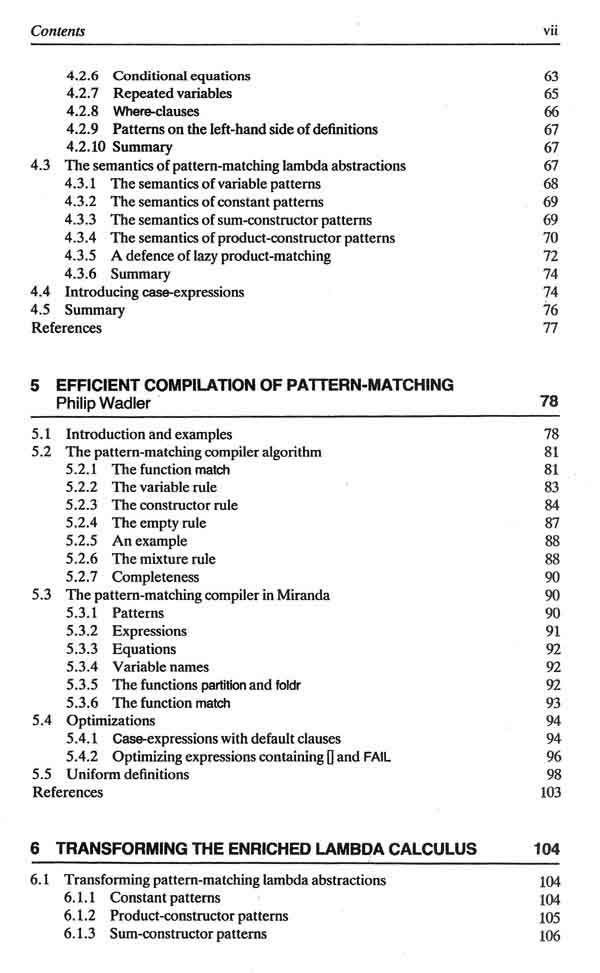 Contents vii
4.2.6 Conditional equations 63
4.2.7 Repeated variables 65
4.2.8 Where-clauses 66
4.2.9 Patterns on the left-hand side of definitions 67
4.2.10 Summary 67
4.3 The semantics of pattern-matching lambda abstractions 67
4.3.1 The semantics of variable patterns 68
4.3.2 The semantics of constant patterns 69
4.3.3 The semantics of sum-constructor patterns 69
4.3.4 The semantics of product-constructor patterns 70
4.3.5 A defence of lazy product-matching 72
4.3.6 Summary 74
4.4 Introducing case-expressions 74
4.5 Summary 76
References 77
5 EFFICIENT COMPILATION OF PATTERN-MATCHING
Philip Wadler 78
5.1 Introduction and examples 78
5.2 The pattern-matching compiler algorithm 81
5.2.1 The function match 81
5.2.2 The variable rule 83
5.2.3 The constructor rule 84
5.2.4 The empty rule 87
5.2.5 An example 88
5.2.6 The mixture rule 88
5.2.7 Completeness 90
5.3 The pattern-matching compiler in Miranda 90
5.3.1 Patterns 90
5.3.2 Expressions 91
5.3.3 Equations 92
5.3.4 Variable names 92
5.3.5 The functions partition and foldr 92
5.3.6 The function match 93
5.4 Optimizations 94
5.4.1 Case-expressions with default clauses 94
5.4.2 Optimizing expressions containing [] and FAIL 96
5.5 Uniform definitions 98
References 103
6 TRANSFORMING THE ENRICHED LAMBDA CALCULUS 104
6.1 Transforming pattern-matching lambda abstractions 104
6.1.1 Constant patterns 104
6.1.2 Product-constructor patterns 105
6.1.3 Sum-constructor patterns 106